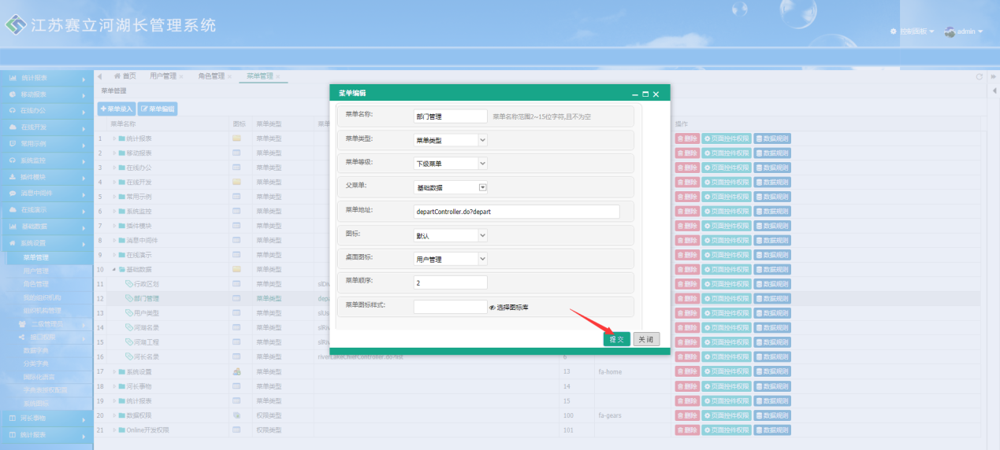 江苏赛立河湖长管理系统
控制面板 admin
首页 用户管理 角色管理 菜单管理
菜单管理
菜单录入 菜单编辑
统计报表
移动报表
在线办公
在线开发
常用示例
系统监控
插件模块
消息中间件
在线演示
基础数据
系统设置
菜单管理
用户管理
角色管理
我的组织机构
组织机构管理
二级管理员
接口权限
数据字典
分类字典
国际化语言
系统图标
河长事物
统计报表
菜单名称 图标 菜单类型 菜单 操作
1 统计报表 菜单类型 删除 页面控件权限 数据规则
2 移动报表 菜单类型 删除 页面控件权限 数据规则
3 在线办公 菜单类型 删除 页面控件权限 数据规则
4 在线开发 菜单类型 删除 页面控件权限 数据规则
5 常用示例 菜单类型 删除 页面控件权限 数据规则
6 系统监控 菜单类型 删除 页面控件权限 数据规则
7 插件模块 菜单类型 删除 页面控件权限 数据规则
8 消息中间件 菜单类型 删除 页面控件权限 数据规则
9 在线演示 菜单类型 删除 页面控件权限 数据规则
10 基础数据 菜单类型 删除 页面控件权限 数据规则
11 行政区划 菜单类型 slDiv 删除 页面控件权限 数据规则
12 部门管理 菜单类型 depa 删除 页面控件权限 数据规则
13 用户类型 菜单类型 slUs 删除 页面控件权限 数据规则
14 河湖名录 菜单类型 slRiv 删除 页面控件权限 数据规则
15 河湖工程 菜单类型 slRiv 删除 页面控件权限 数据规则
16 河长名录 菜单类型 riverLakeChiefController.do?list 6 删除 页面控件权限 数据规则
17 系统设置 菜单类型 13 fa-home 删除 页面控件权限 数据规则
18 河长事物 菜单类型 14 删除 页面控件权限 数据规则
19 统计报表 菜单类型 15 删除 页面控件权限 数据规则
20 数据权限 权限类型 100 fa-gears 删除 页面控件权限 数据规则
21 Online开发权限 权限类型 101 删除 页面控件权限 数据规则
菜单编辑
菜单名称: 部门管理 菜单名称范围2~15位字符,且不为空
菜单类型: 菜单类型
菜单等级: 下级菜单
父菜单: 基础数据
菜单地址: departController.do?depart
图标: 默认
桌面图标: 用户管理
菜单顺序: 2
菜单图标样式: 选择图标库
提交 关闭